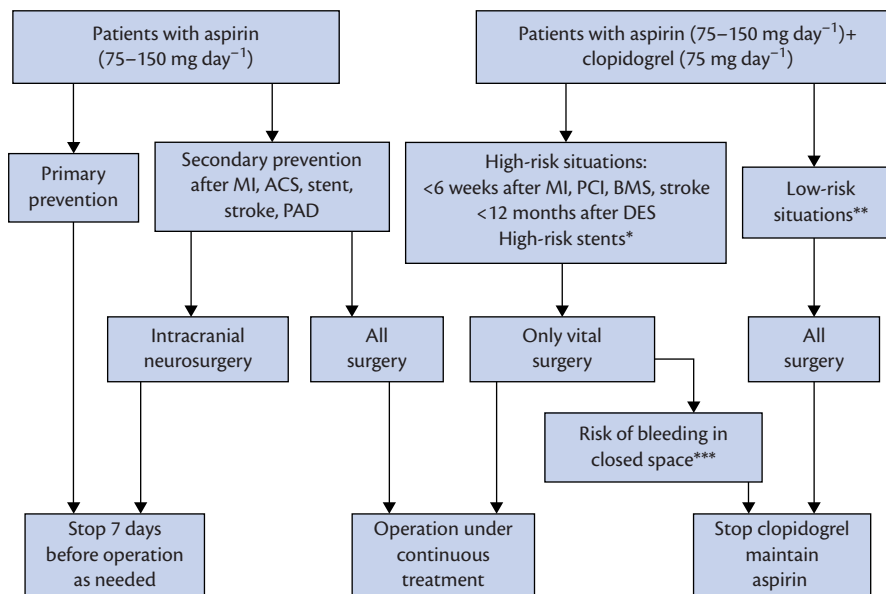 Patients with aspirin
(75–150 mg day⁻¹)
Patients with aspirin (75–150 mg day⁻¹)+
clopidogrel (75 mg day⁻¹)
Primary
prevention
Secondary prevention
after MI, ACS, stent,
stroke, PAD
High-risk situations:
<6 weeks after MI, PCI, BMS, stroke
<12 months after DES
High-risk stents*
Low-risk
situations**
Intracranial
neurosurgery
All
surgery
Only vital
surgery
All
surgery
Risk of bleeding in
closed space***
Stop 7 days
before operation
as needed
Operation under
continuous
treatment
Stop clopidogrel
maintain
aspirin